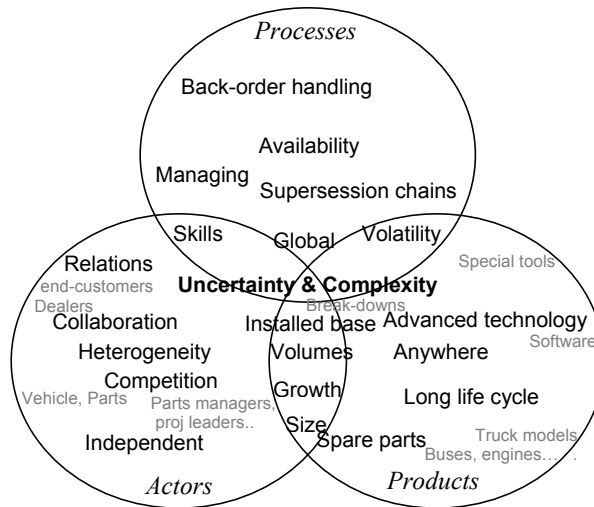 Processes
Back-order handling
Availability
Managing
Supersession chains
Skills
Global
Volatility
Relations
Special tools
Uncertainty & Complexity
end-customers
Dealers
Break-downs
Collaboration
Installed base
Advanced technology
Software
Heterogeneity
Volumes
Anywhere
Competition
Growth
Long life cycle
Vehicle, Parts
Parts managers,
proj leaders..
Size
Independent
Spare parts
Truck models
Buses, engines..... .
Actors
Products